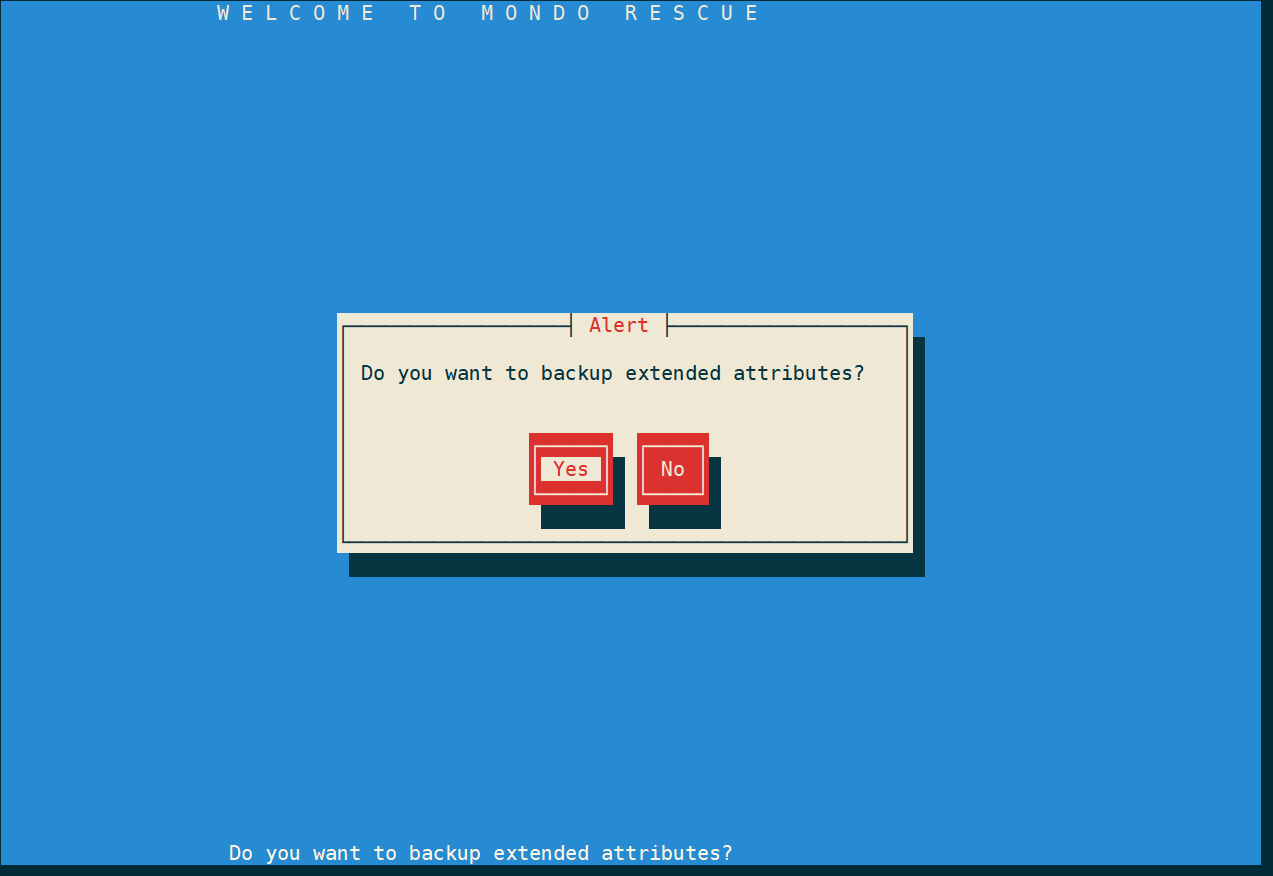 W E L C O M E   T O   M O N D O   R E S C U E
Alert
Do you want to backup extended attributes?
Yes No
Do you want to backup extended attributes?